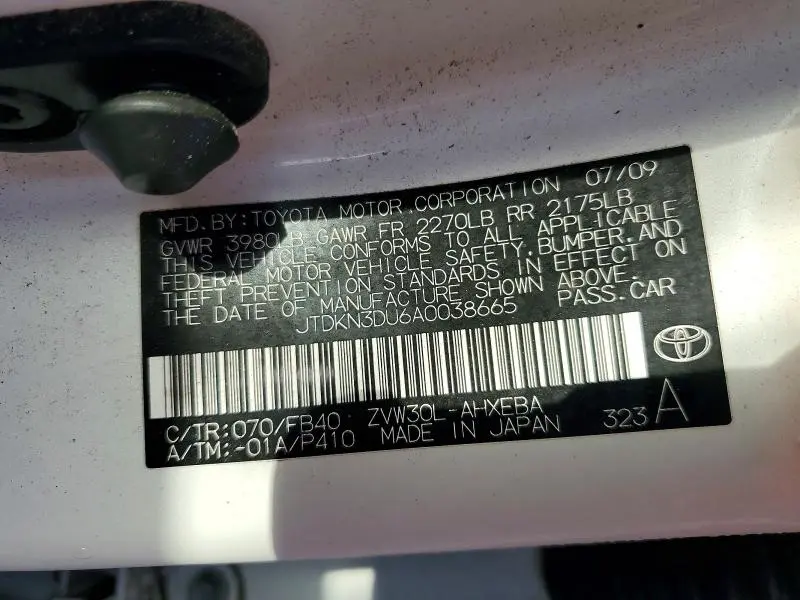 MFD.BY:TOYOTA MOTOR CORPORATION 07/09
GVWR 3980LB GAWR FR 2270LB RR 2175LB
THIS VEHICLE CONFORMS TO ALL APPLICABLE
FEDERAL MOTOR VEHICLE SAFETY,BUMPER,AND
THEFT PREVENTION STANDARDS IN EFFECT ON
THE DATE OF MANUFACTURE SHOWN ABOVE.
JTDKN3DU6A0038665 PASS.CAR
C/TR:070/FB40 ZVW30L-AHXEBA
A/TM:-01A/P410 MADE IN JAPAN 323 A